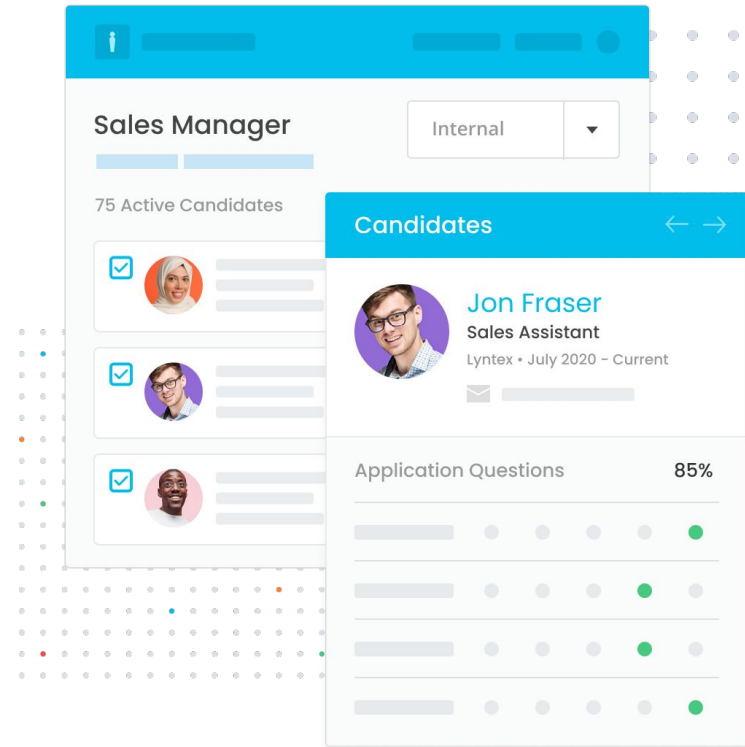 Sales Manager
Internal
75 Active Candidates
Candidates
Jon Fraser
Sales Assistant
Lyntex • July 2020 - Current
Application Questions 85%